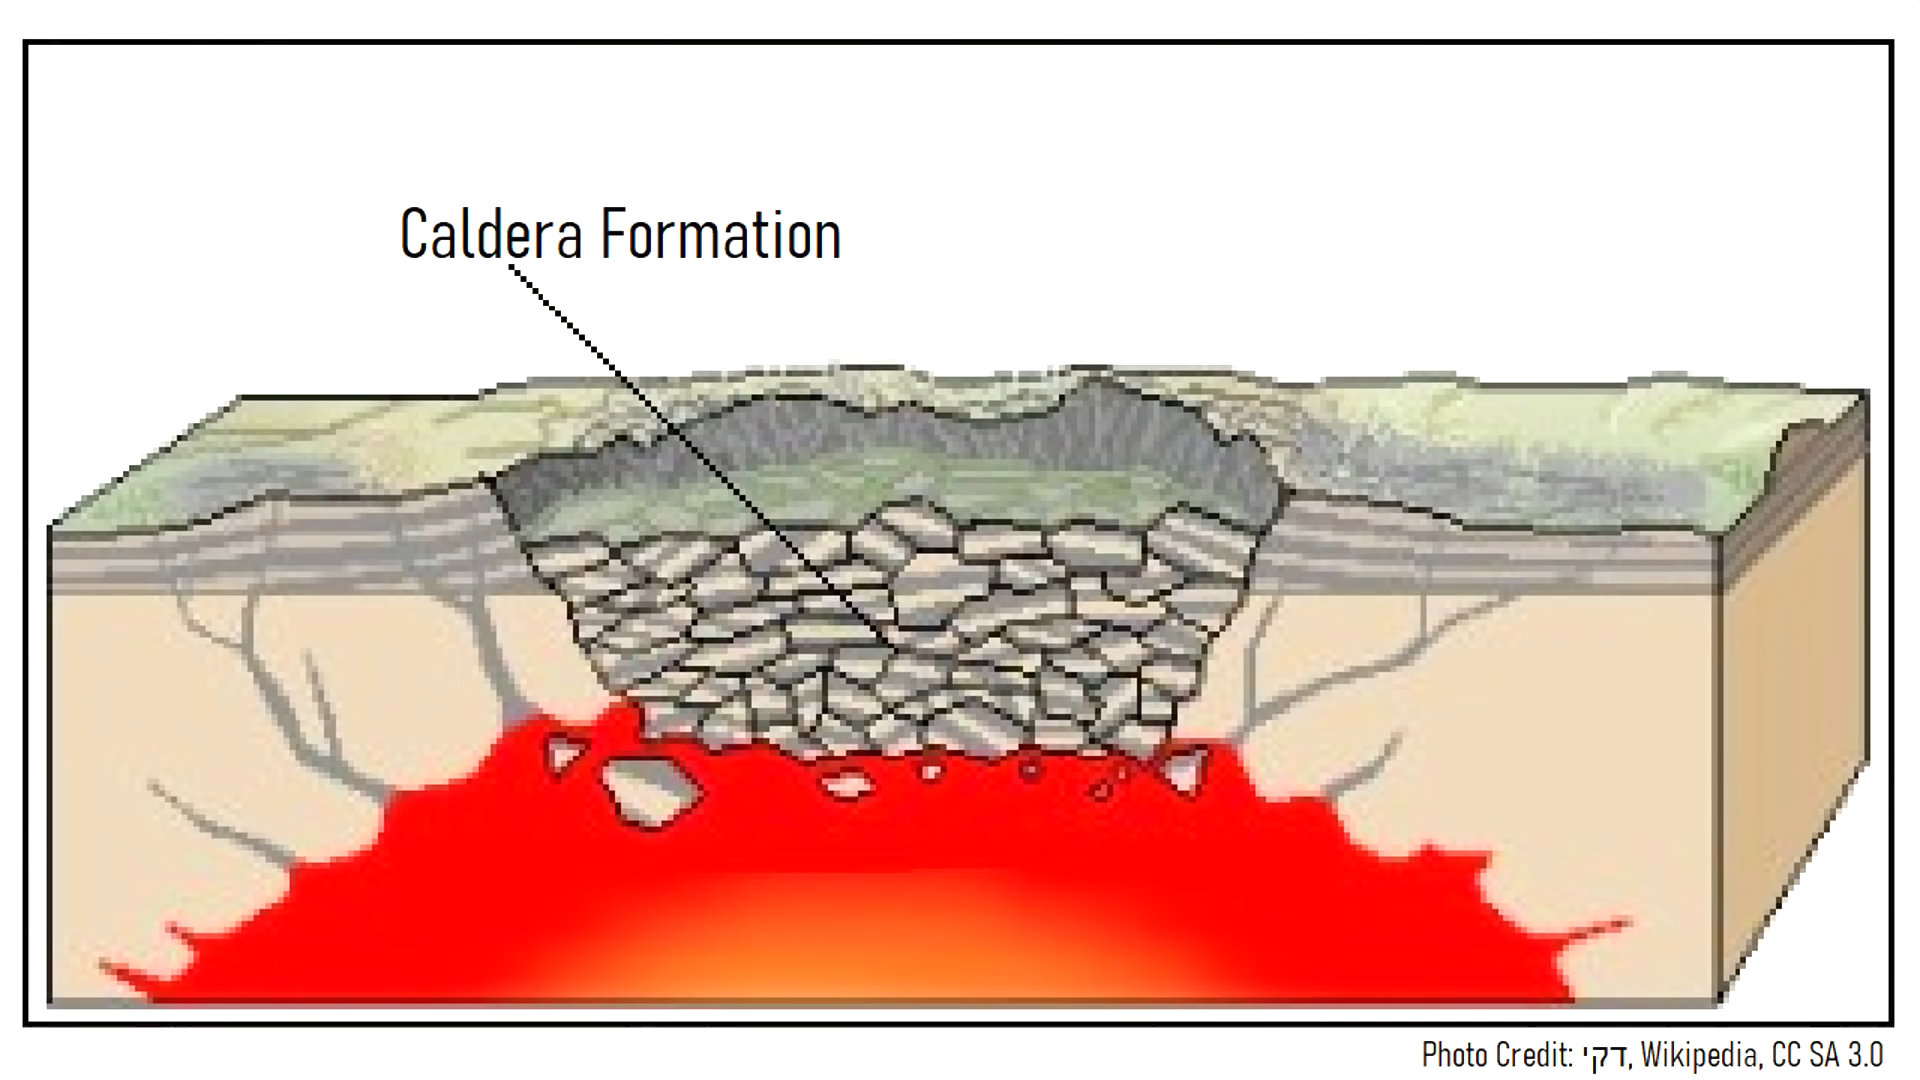 Caldera Formation
Photo Credit: דקי, Wikipedia, CC SA 3.0